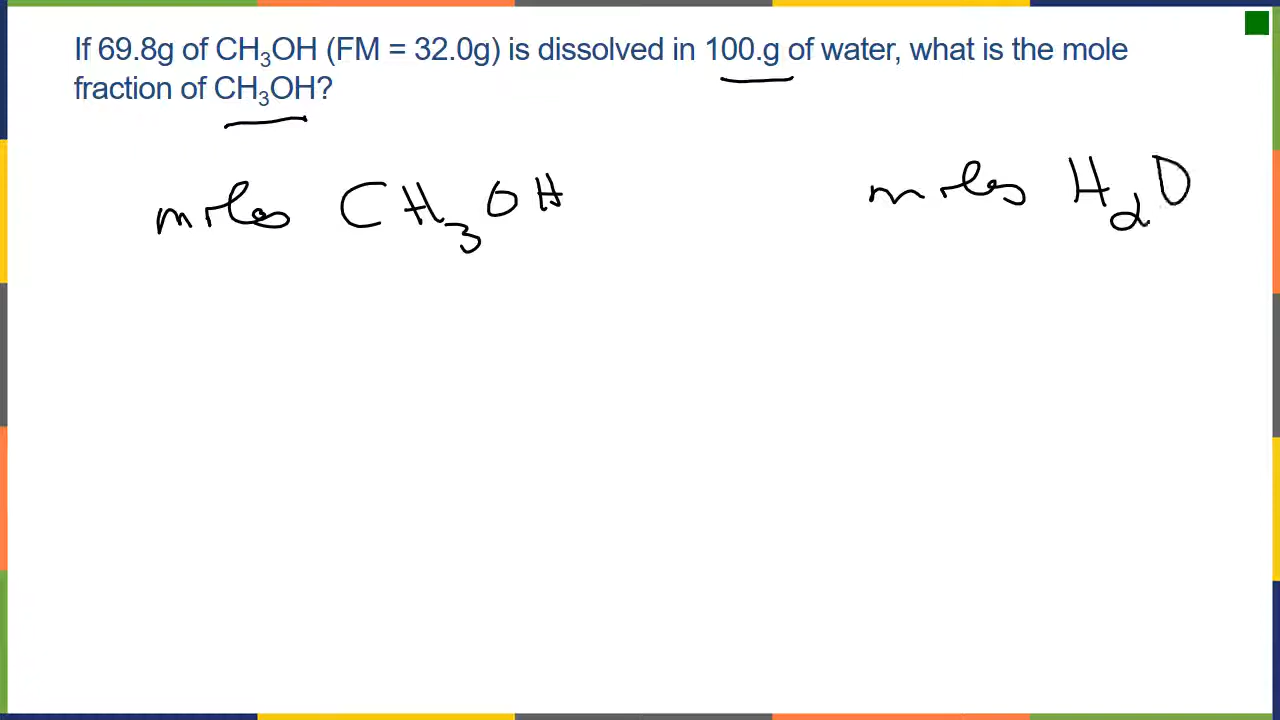 If 69.8g of CH₃OH (FM = 32.0g) is dissolved in 100.g of water, what is the mole
fraction of CH₃OH?
moles CH₃OH moles H₂O